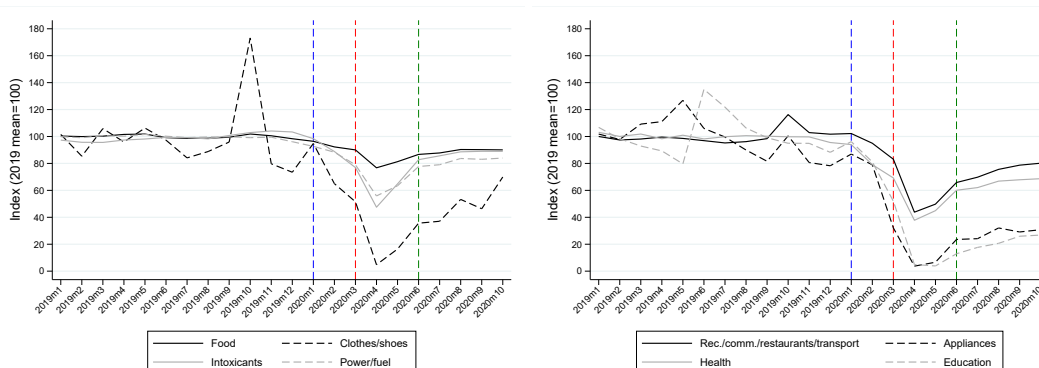 Index (2019 mean=100)
180
160
140
120
100
80
60
40
20
0
2019m1
2019m2
2019m3
2019m4
2019m5
2019m6
2019m7
2019m8
2019m9
2019m10
2019m11
2019m12
2020m1
2020m2
2020m3
2020m4
2020m5
2020m6
2020m7
2020m8
2020m9
2020m10
Food Clothes/shoes
Intoxicants Power/fuel
Index (2019 mean=100)
180
160
140
120
100
80
60
40
20
0
2019m1
2019m2
2019m3
2019m4
2019m5
2019m6
2019m7
2019m8
2019m9
2019m10
2019m11
2019m12
2020m1
2020m2
2020m3
2020m4
2020m5
2020m6
2020m7
2020m8
2020m9
2020m10
Rec./comm./restaurants/transport Appliances
Health Education